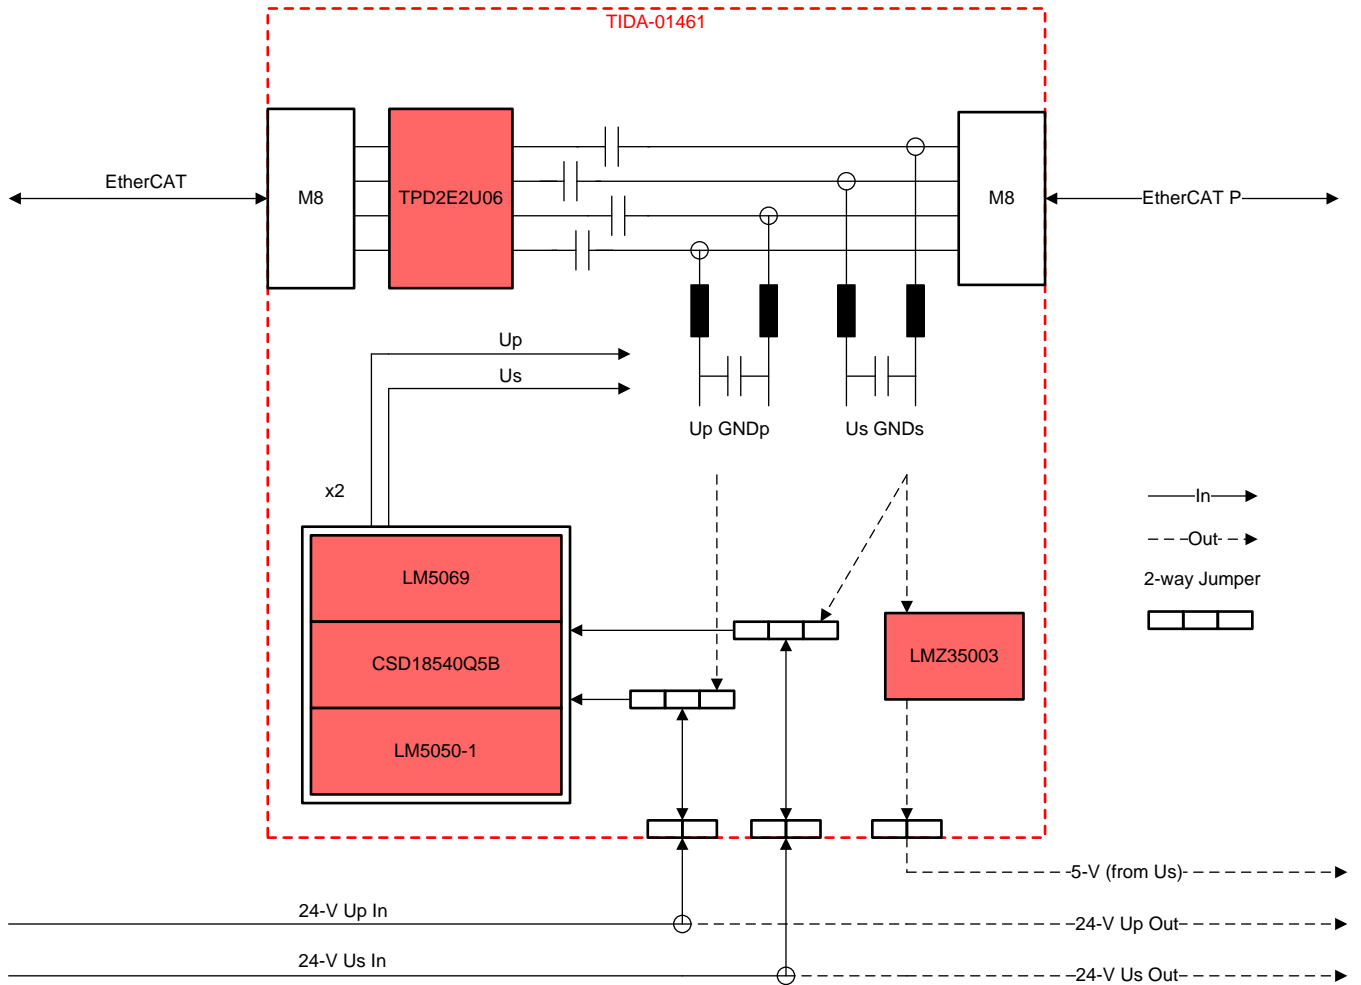 TIDA-01461
EtherCAT
M8
TPD2E2U06
M8
EtherCAT P
Up
Us
Up GNDp
Us GNDs
x2
In
Out
2-way Jumper
LM5069
CSD18540Q5B
LM5050-1
LMZ35003
5-V (from Us)
24-V Up In
24-V Up Out
24-V Us In
24-V Us Out